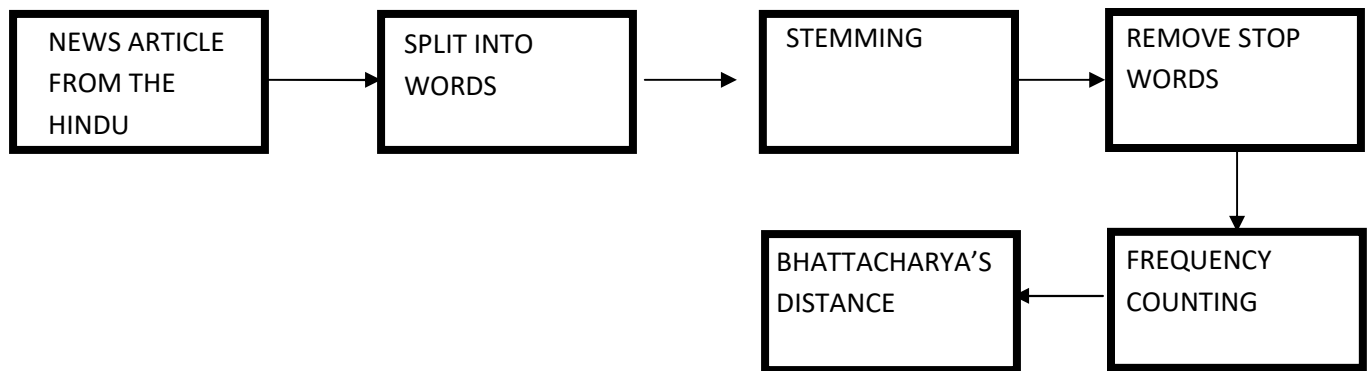 NEWS ARTICLE
FROM THE
HINDU
SPLIT INTO
WORDS
STEMMING
REMOVE STOP
WORDS
FREQUENCY
COUNTING
BHATTACHARYA’S
DISTANCE